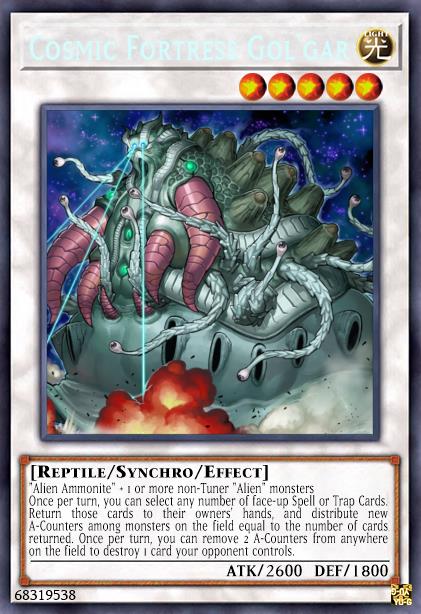 Cosmic Fortress Gol'gar
LIGHT
光
[REPTILE/SYNCHRO/EFFECT]
"Alien Ammonite" + 1 or more non-Tuner "Alien" monsters
Once per turn, you can select any number of face-up Spell or Trap Cards.
Return those cards to their owners' hands, and distribute new
A-Counters among monsters on the field equal to the number of cards
returned. Once per turn, you can remove 2 A-Counters from anywhere
on the field to destroy 1 card your opponent controls.
ATK/2600 DEF/1800
68319538